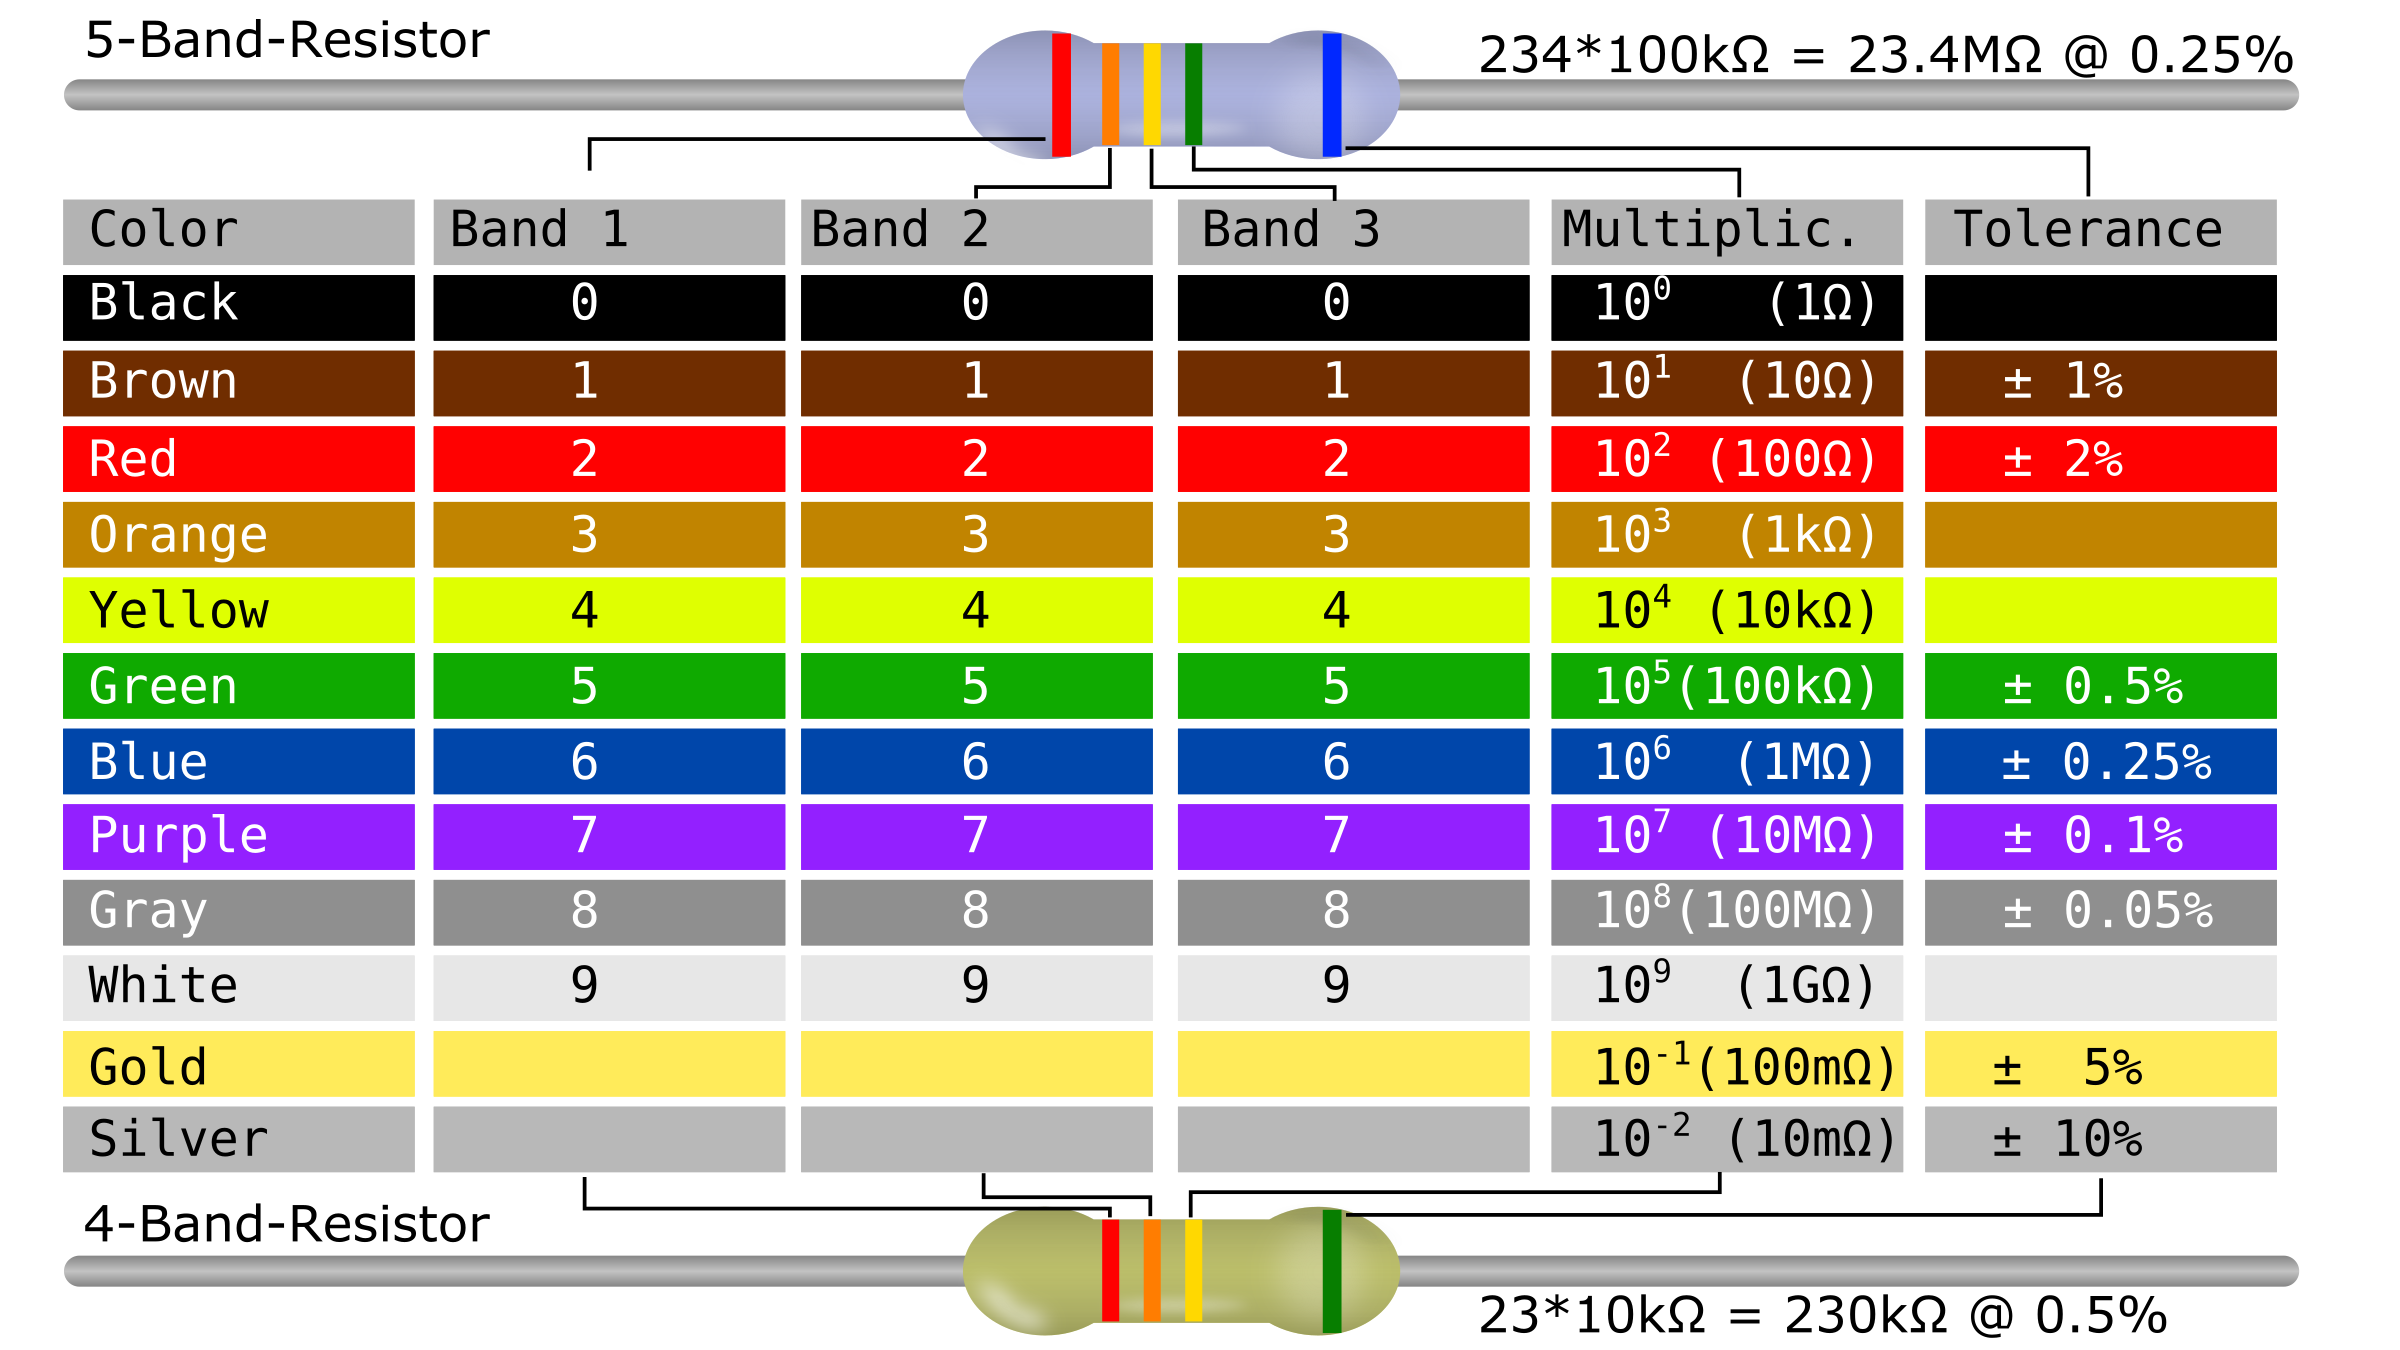 5-Band-Resistor
234*100kΩ = 23.4MΩ @ 0.25%
Color Band 1 Band 2 Band 3 Multiplic. Tolerance
Black 0 0 0 10⁰ (1Ω)
Brown 1 1 1 10¹ (10Ω) ± 1%
Red 2 2 2 10² (100Ω) ± 2%
Orange 3 3 3 10³ (1kΩ)
Yellow 4 4 4 10⁴ (10kΩ)
Green 5 5 5 10⁵(100kΩ) ± 0.5%
Blue 6 6 6 10⁶ (1MΩ) ± 0.25%
Purple 7 7 7 10⁷ (10MΩ) ± 0.1%
Gray 8 8 8 10⁸(100MΩ) ± 0.05%
White 9 9 9 10⁹ (1GΩ)
Gold 10⁻¹(100mΩ) ± 5%
Silver 10⁻² (10mΩ) ± 10%
4-Band-Resistor
23*10kΩ = 230kΩ @ 0.5%